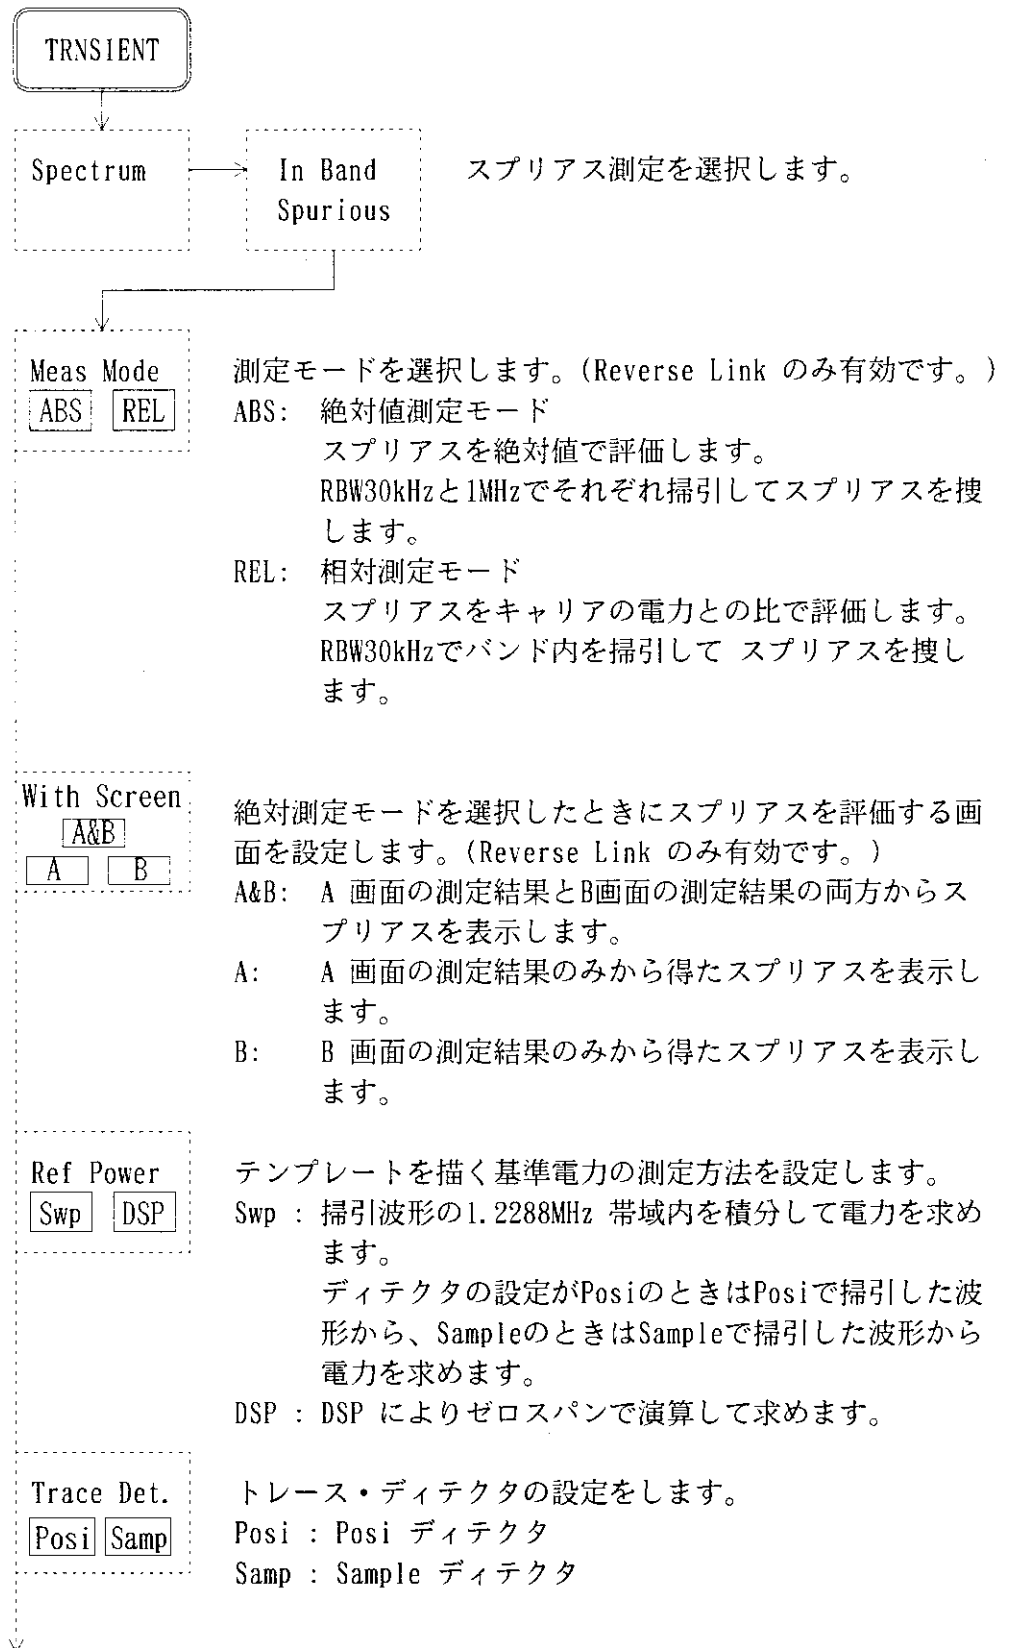 TRNSIENT
Spectrum
In Band
Spurious
スプリアス測定を選択します。
Meas Mode
ABS REL
測定モードを選択します。(Reverse Link のみ有効です。)
ABS: 絶対値測定モード
スプリアスを絶対値で評価します。
RBW30kHzと1MHzでそれぞれ掃引してスプリアスを捜
します。
REL: 相対測定モード
スプリアスをキャリアの電力との比で評価します。
RBW30kHzでバンド内を掃引して スプリアスを捜し
ます。
With Screen
A&B
A B
絶対測定モードを選択したときにスプリアスを評価する画
面を設定します。(Reverse Link のみ有効です。)
A&B: A 画面の測定結果とB画面の測定結果の両方からス
プリアスを表示します。
A: A 画面の測定結果のみから得たスプリアスを表示し
ます。
B: B 画面の測定結果のみから得たスプリアスを表示し
ます。
Ref Power
Swp DSP
テンプレートを描く基準電力の測定方法を設定します。
Swp : 掃引波形の1.2288MHz 帯域内を積分して電力を求め
ます。
ディテクタの設定がPosiのときはPosiで掃引した波
形から、SampleのときはSampleで掃引した波形から
電力を求めます。
DSP : DSP によりゼロスパンで演算して求めます。
Trace Det.
Posi Samp
トレース・ディテクタの設定をします。
Posi : Posi ディテクタ
Samp : Sample ディテクタ